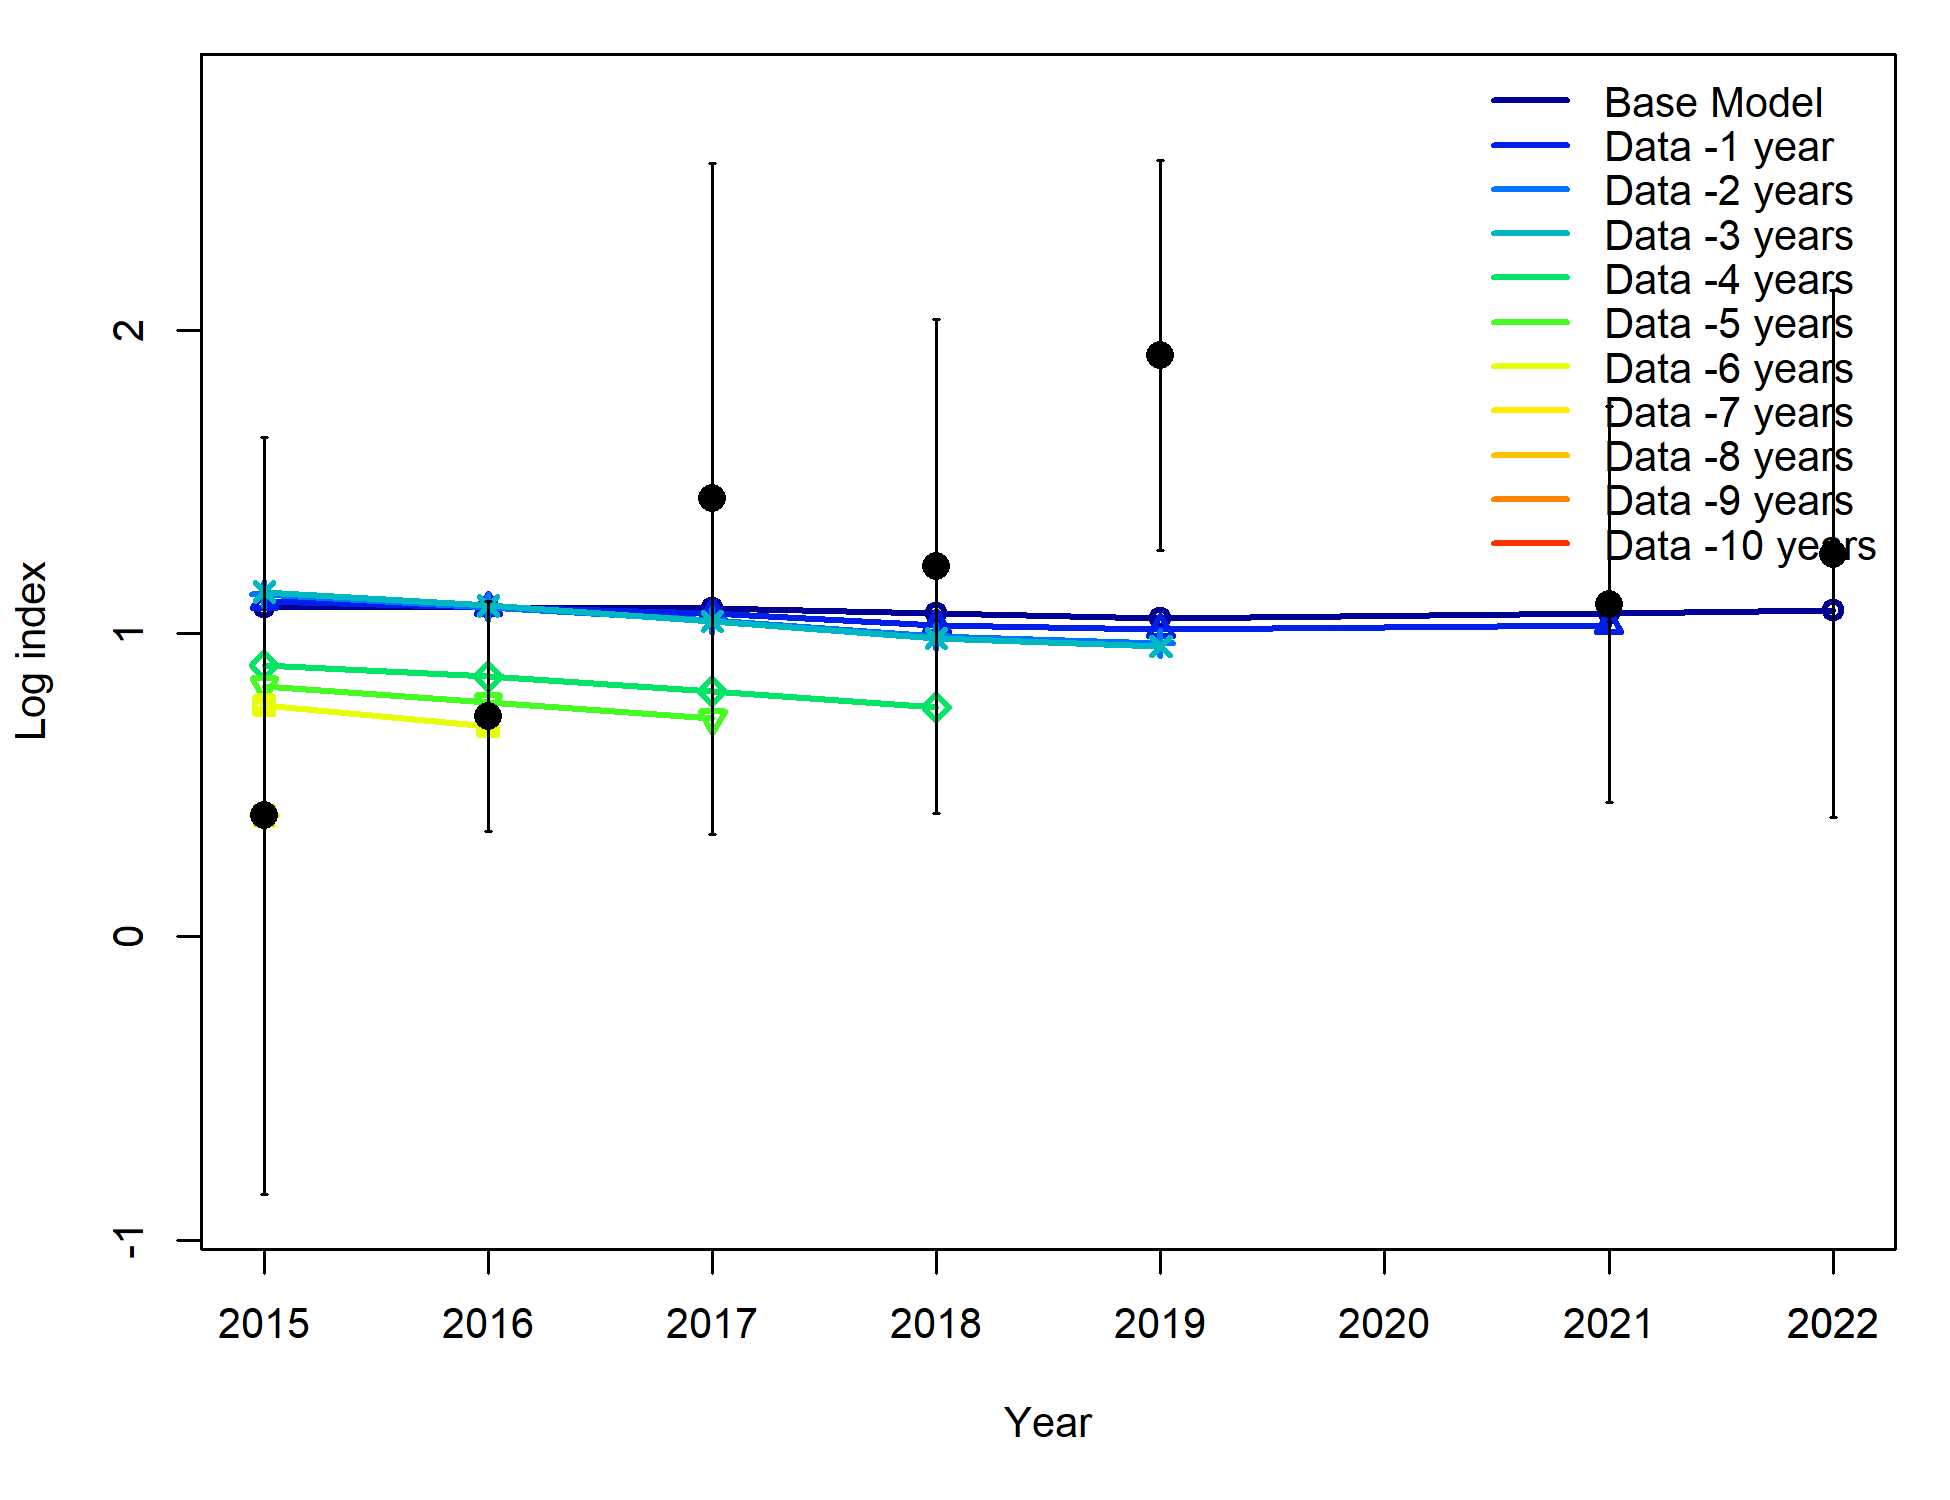 Base Model
Data -1 year
Data -2 years
Data -3 years
Data -4 years
Data -5 years
Data -6 years
Data -7 years
Data -8 years
Data -9 years
Data -10 years
2
1
0
-1
Log index
2015 2016 2017 2018 2019 2020 2021 2022
Year